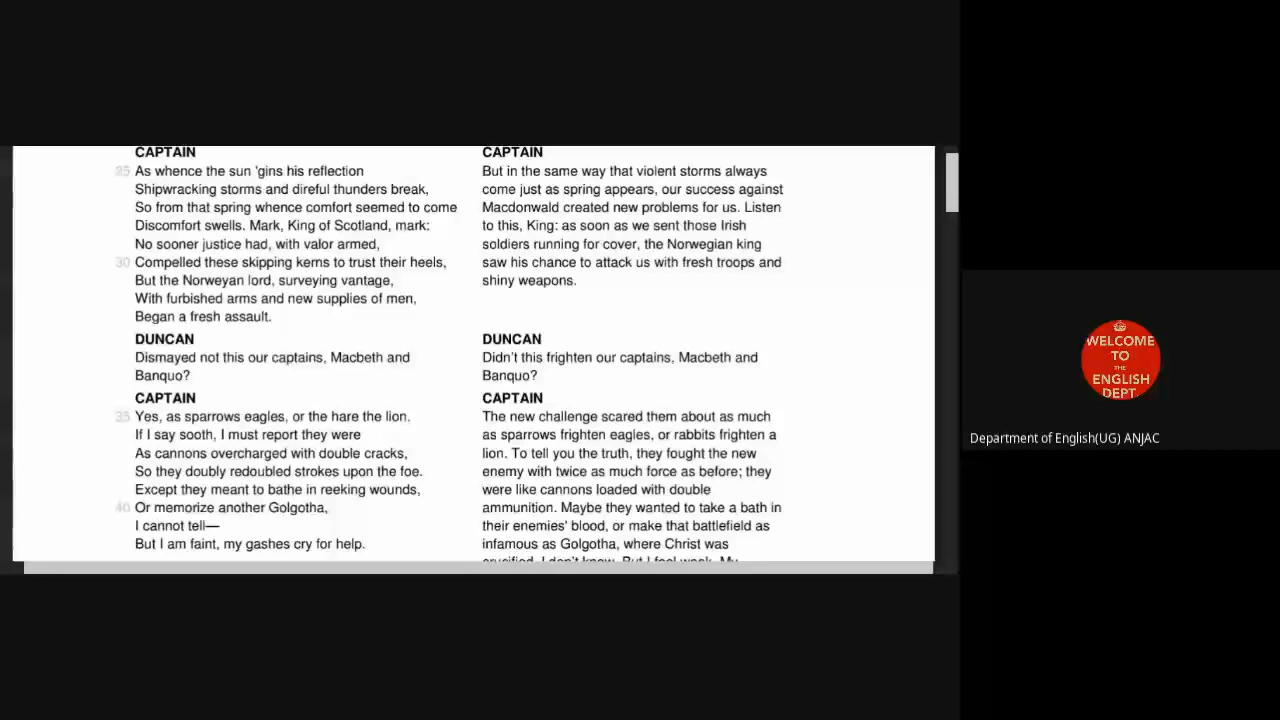 CAPTAIN
25 As whence the sun 'gins his reflection
Shipwracking storms and direful thunders break,
So from that spring whence comfort seemed to come
Discomfort swells. Mark, King of Scotland, mark:
No sooner justice had, with valor armed,
30 Compelled these skipping kerns to trust their heels,
But the Norweyan lord, surveying vantage,
With furbished arms and new supplies of men,
Began a fresh assault.
DUNCAN
Dismayed not this our captains, Macbeth and
Banquo?
CAPTAIN
35 Yes, as sparrows eagles, or the hare the lion.
If I say sooth, I must report they were
As cannons overcharged with double cracks,
So they doubly redoubled strokes upon the foe.
Except they meant to bathe in reeking wounds,
40 Or memorize another Golgotha,
I cannot tell—
But I am faint, my gashes cry for help.
CAPTAIN
But in the same way that violent storms always
come just as spring appears, our success against
Macdonwald created new problems for us. Listen
to this, King: as soon as we sent those Irish
soldiers running for cover, the Norwegian king
saw his chance to attack us with fresh troops and
shiny weapons.
DUNCAN
Didn't this frighten our captains, Macbeth and
Banquo?
CAPTAIN
The new challenge scared them about as much
as sparrows frighten eagles, or rabbits frighten a
lion. To tell you the truth, they fought the new
enemy with twice as much force as before; they
were like cannons loaded with double
ammunition. Maybe they wanted to take a bath in
their enemies' blood, or make that battlefield as
infamous as Golgotha, where Christ was
crucified, I don't know. But I feel weak. My
WELCOME
TO
THE
ENGLISH
DEPT
Department of English(UG) ANJAC